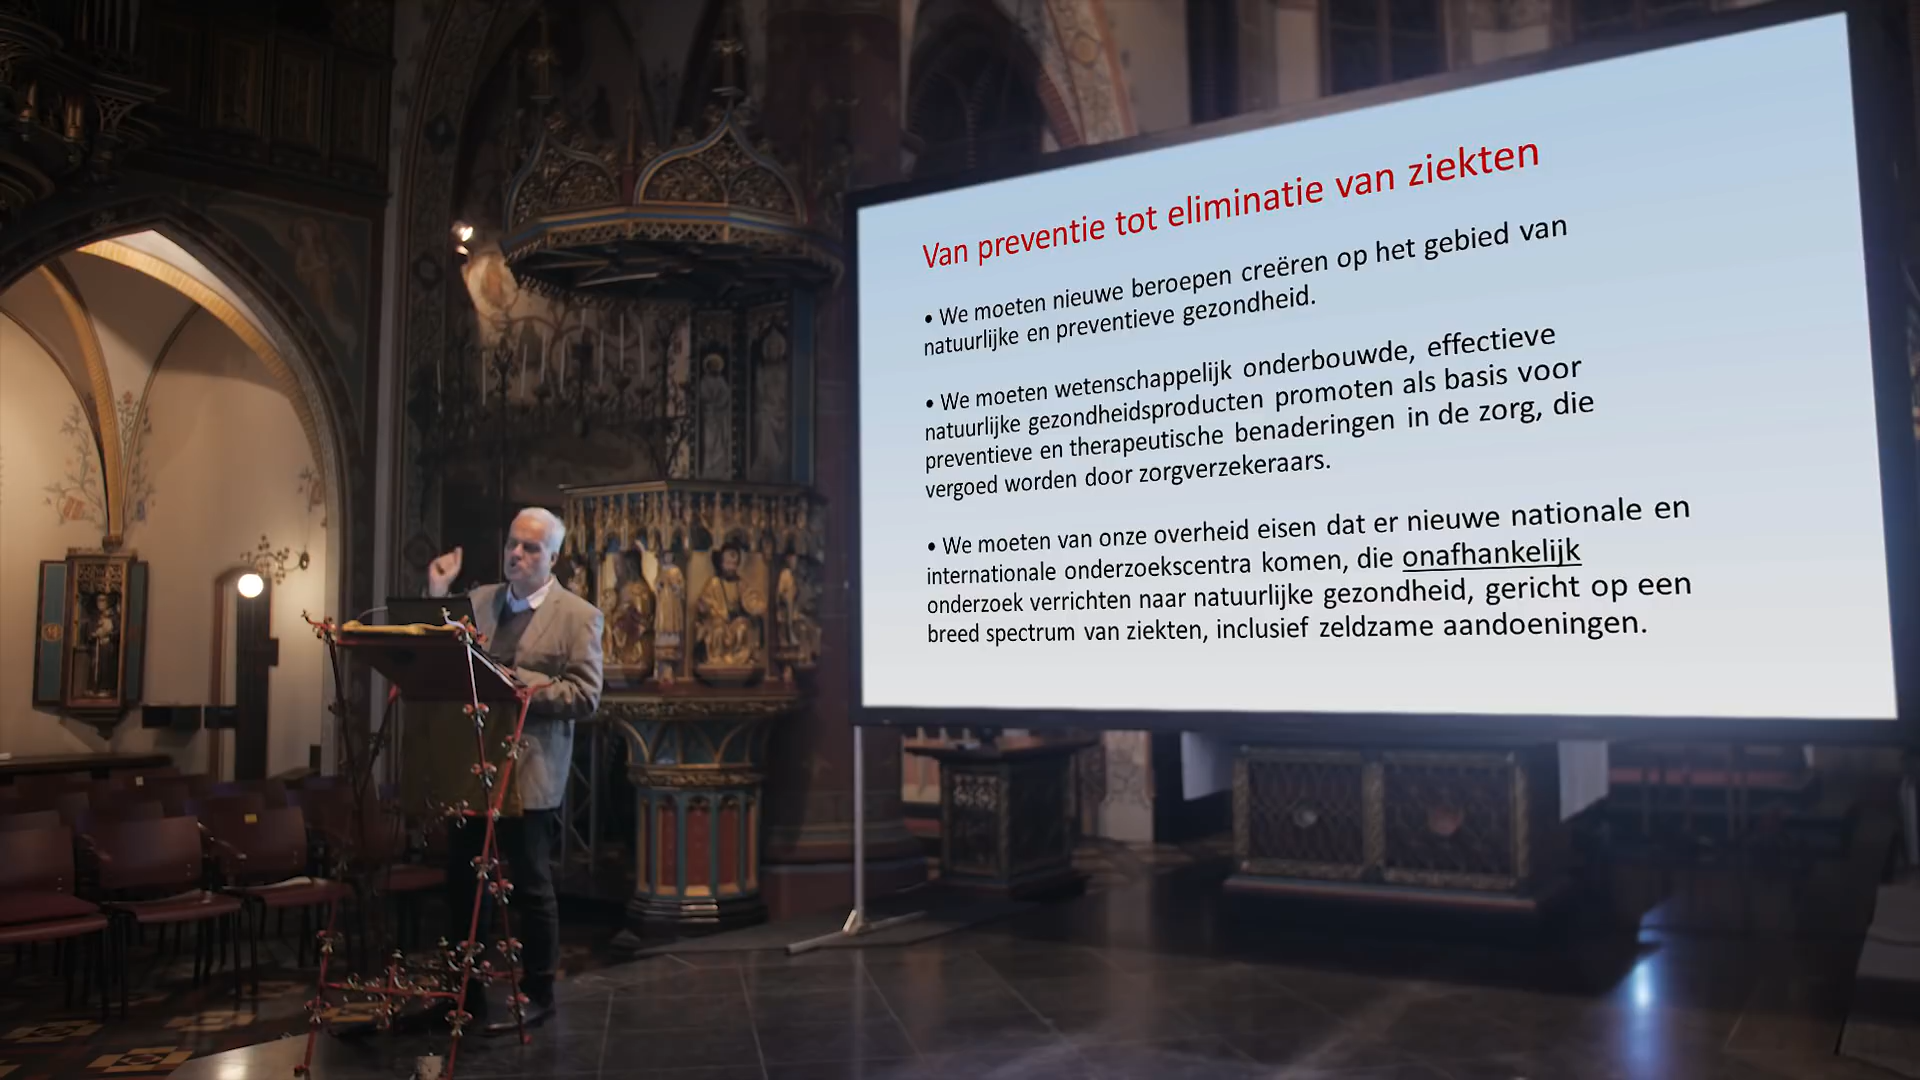 Van preventie tot eliminatie van ziekten
• We moeten nieuwe beroepen creëren op het gebied van
natuurlijke en preventieve gezondheid.
• We moeten wetenschappelijk onderbouwde, effectieve
natuurlijke gezondheidsproducten promoten als basis voor
preventieve en therapeutische benaderingen in de zorg, die
vergoed worden door zorgverzekeraars.
• We moeten van onze overheid eisen dat er nieuwe nationale en
internationale onderzoekscentra komen, die onafhankelijk
onderzoek verrichten naar natuurlijke gezondheid, gericht op een
breed spectrum van ziekten, inclusief zeldzame aandoeningen.